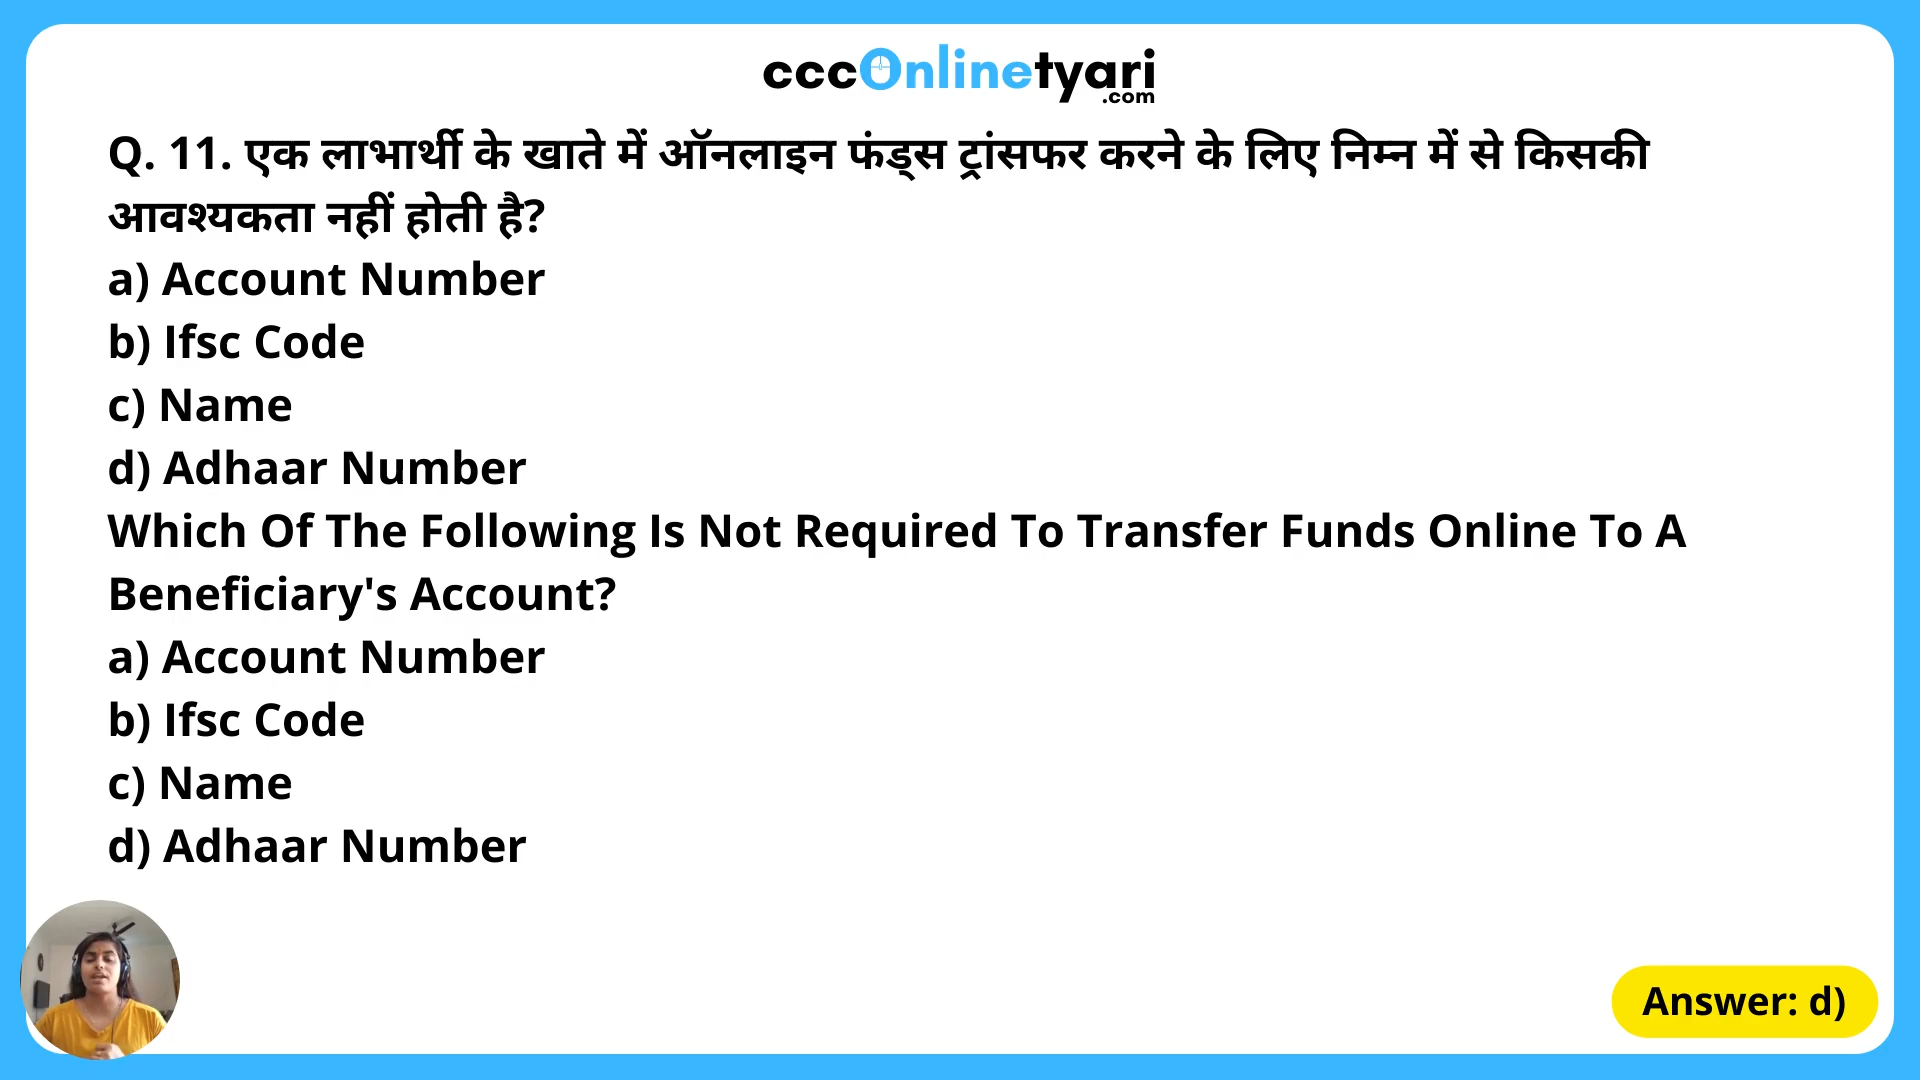 cccOnlinetyari
.com
Q. 11. एक लाभार्थी के खाते में ऑनलाइन फंड्स ट्रांसफर करने के लिए निम्न में से किसकी
आवश्यकता नहीं होती है?
a) Account Number
b) Ifsc Code
c) Name
d) Adhaar Number
Which Of The Following Is Not Required To Transfer Funds Online To A
Beneficiary's Account?
a) Account Number
b) Ifsc Code
c) Name
d) Adhaar Number
Answer: d)